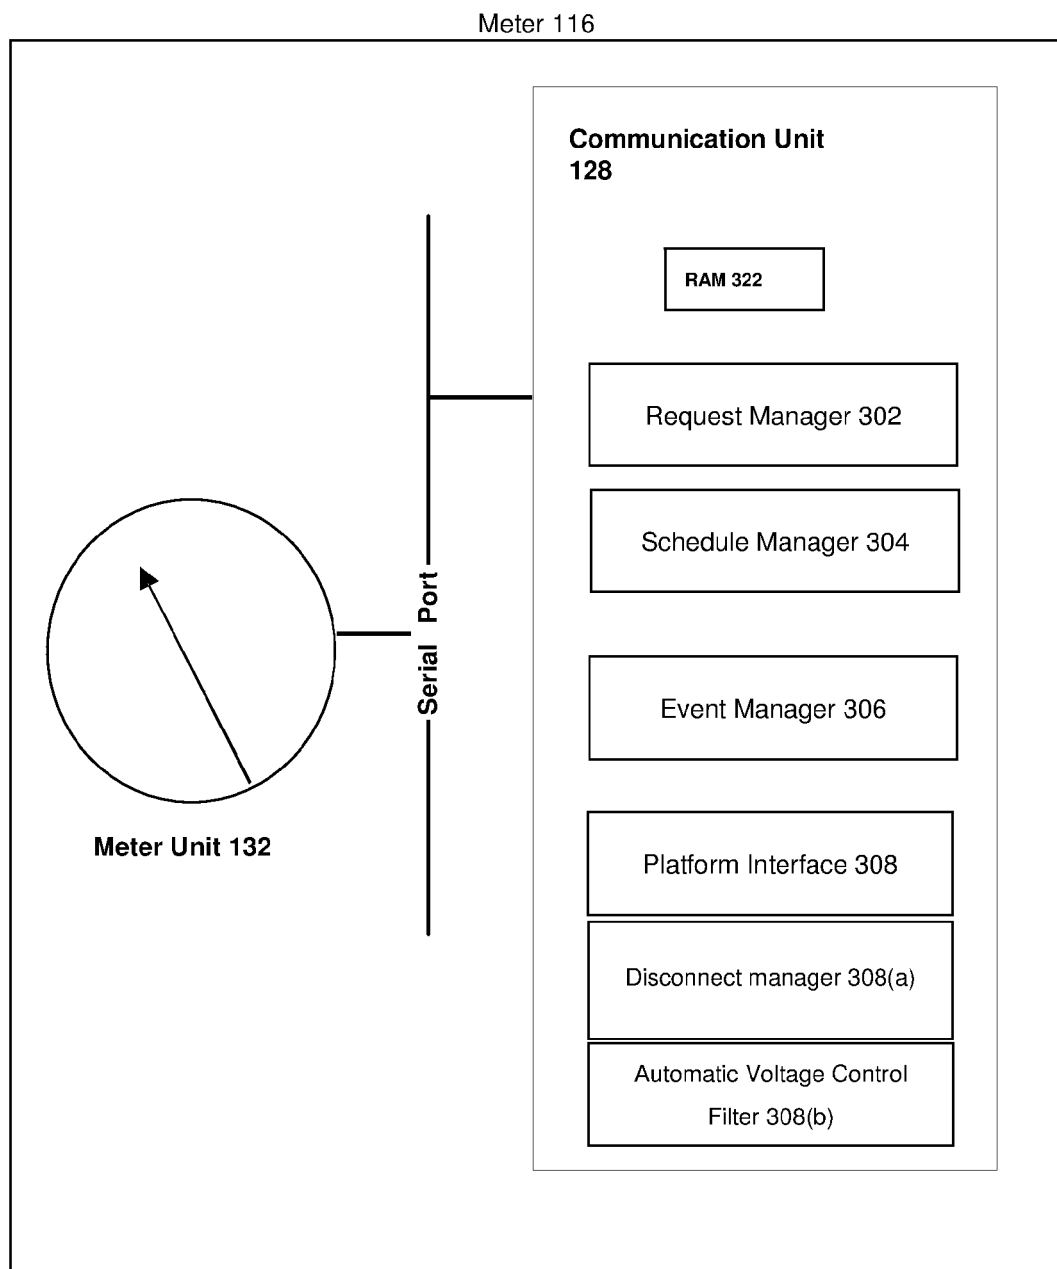 Meter 116
Communication Unit
128
RAM 322
Request Manager 302
Schedule Manager 304
Serial Port
Event Manager 306
Meter Unit 132
Platform Interface 308
Disconnect manager 308(a)
Automatic Voltage Control
Filter 308(b)